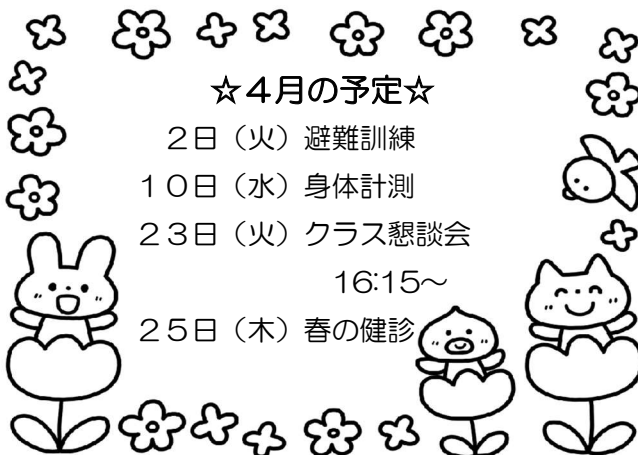 ☆4月の予定☆
2日（火）避難訓練
10日（水）身体計測
23日（火）クラス懇談会
16:15～
25日（木）春の健診